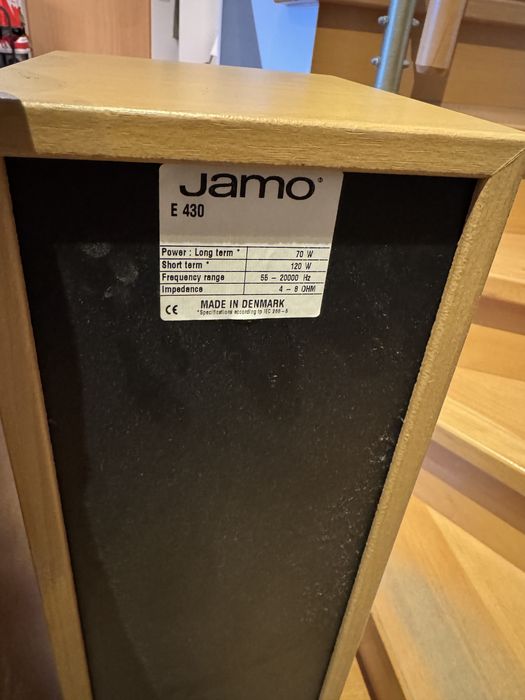 Jamo®
E 430
Power : Long term * 70 W
Short term * 120 W
Frequency range 55 – 20000 Hz
Impedance 4 – 8 OHM
CE MADE IN DENMARK
*Specifications according to IEC 268–5